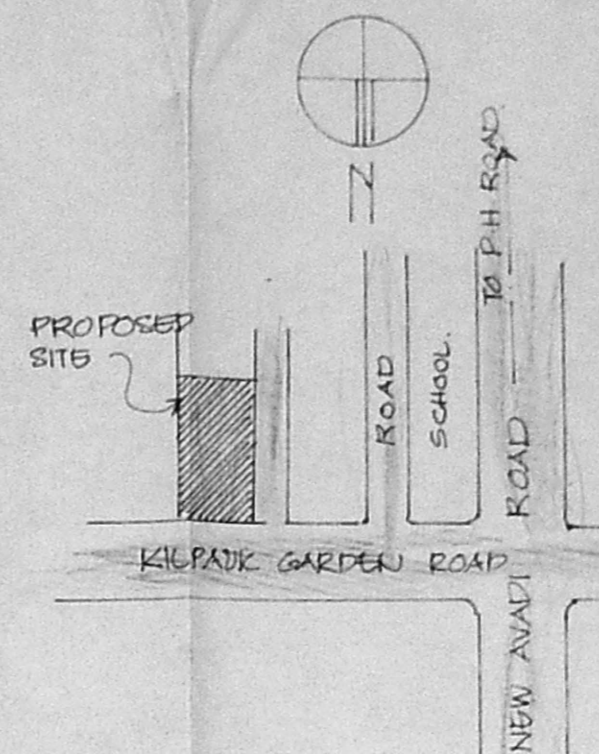 N
TO P.H ROAD.
PROPOSED
SITE
ROAD
SCHOOL.
KILPAUK GARDEN ROAD
NEW AVADI ROAD